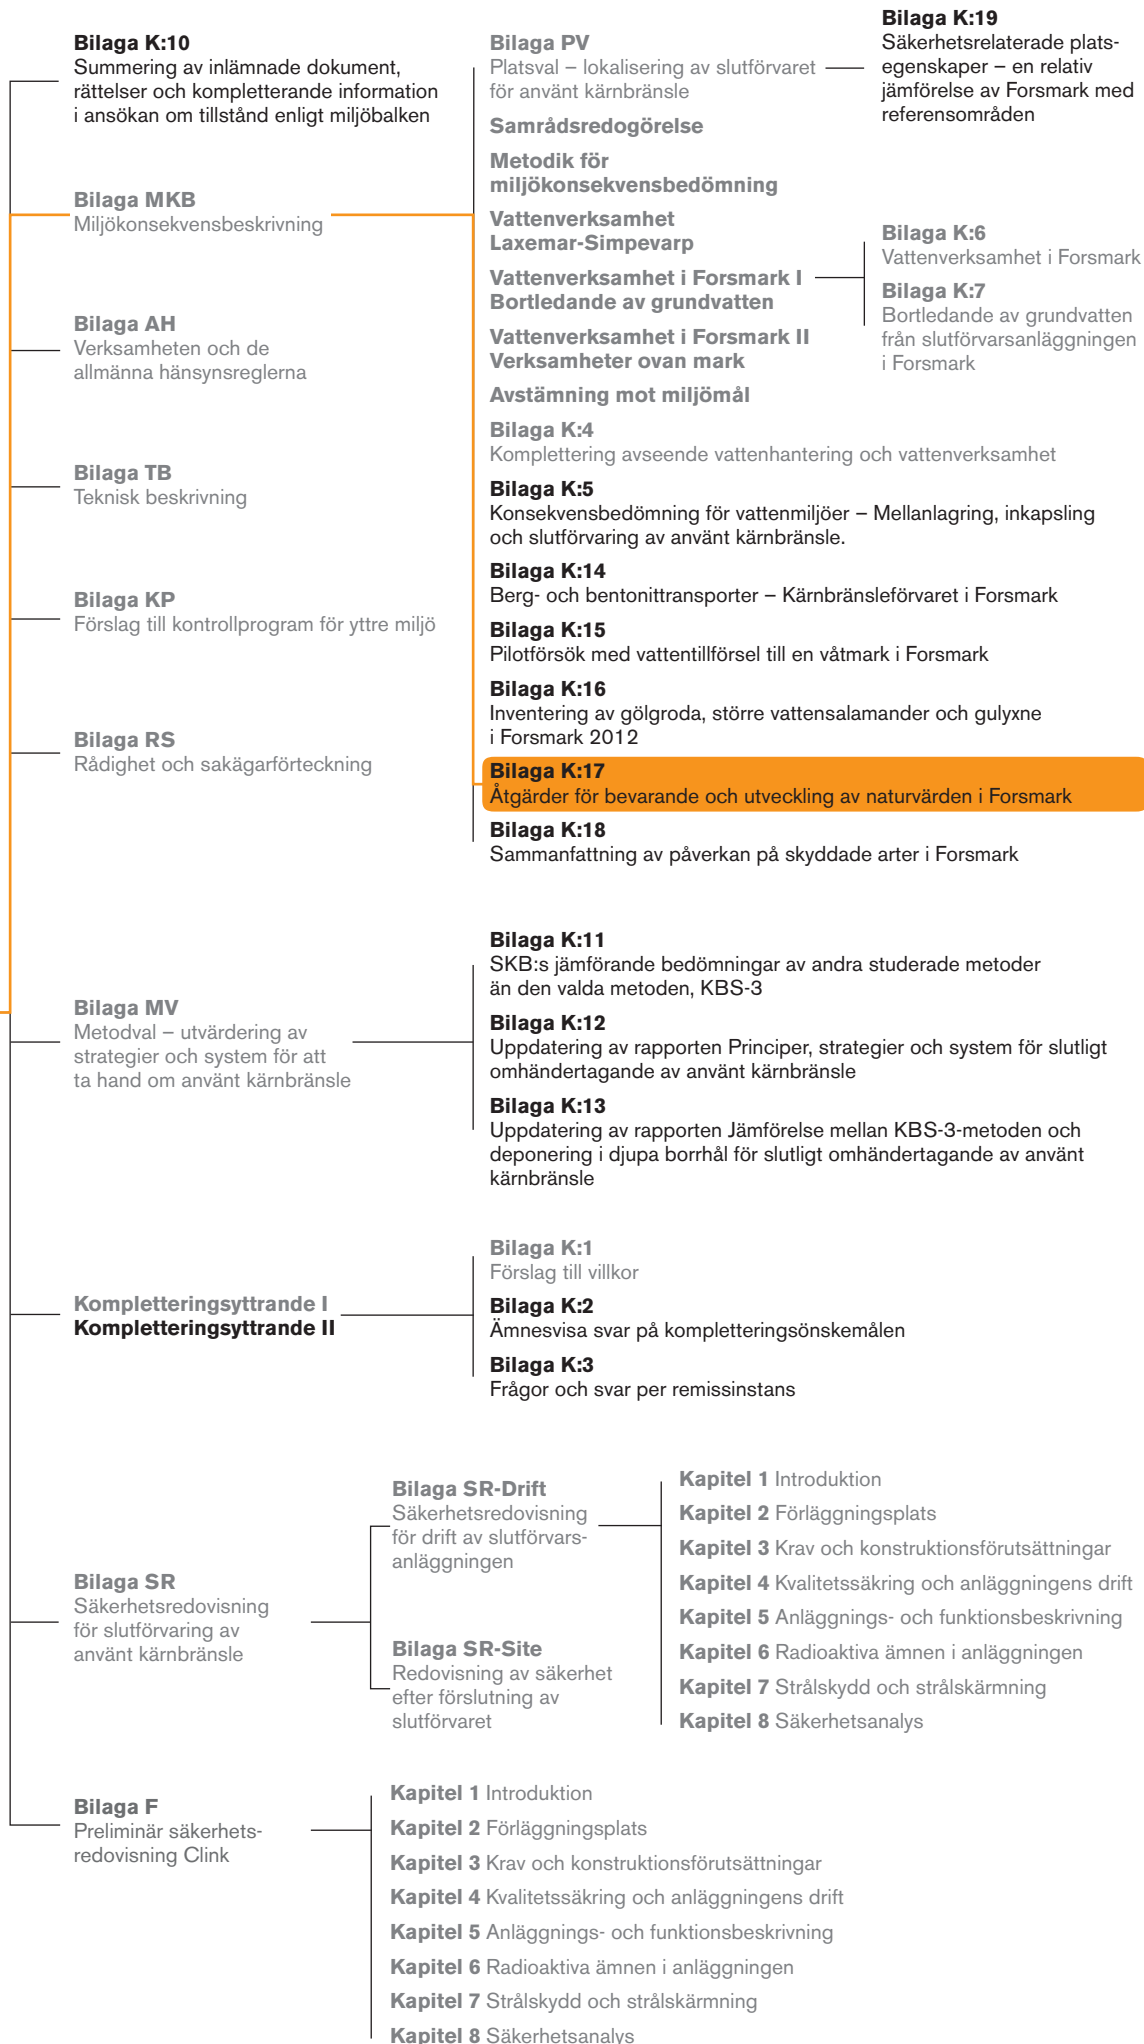 Bilaga K:10
Summering av inlämnade dokument,
rättelser och kompletterande information
i ansökan om tillstånd enligt miljöbalken
Bilaga MKB
Miljökonsekvensbeskrivning
Bilaga AH
Verksamheten och de
allmänna hänsynsreglerna
Bilaga TB
Teknisk beskrivning
Bilaga KP
Förslag till kontrollprogram för yttre miljö
Bilaga RS
Rådighet och sakägarförteckning
Bilaga PV
Platsval – lokalisering av slutförvaret
för använt kärnbränsle
Bilaga K:19
Säkerhetsrelaterade plats-
egenskaper – en relativ
jämförelse av Forsmark med
referensområden
Samrådsredogörelse
Metodik för
miljökonsekvensbedömning
Vattenverksamhet
Laxemar-Simpevarp
Vattenverksamhet i Forsmark I
Bortledande av grundvatten
Bilaga K:6
Vattenverksamhet i Forsmark
Bilaga K:7
Bortledande av grundvatten
från slutförvarsanläggningen
i Forsmark
Vattenverksamhet i Forsmark II
Verksamheter ovan mark
Avstämning mot miljömål
Bilaga K:4
Komplettering avseende vattenhantering och vattenverksamhet
Bilaga K:5
Konsekvensbedömning för vattenmiljöer – Mellanlagring, inkapsling
och slutförvaring av använt kärnbränsle.
Bilaga K:14
Berg- och bentonittransporter – Kärnbränsleförvaret i Forsmark
Bilaga K:15
Pilotförsök med vattentillförsel till en våtmark i Forsmark
Bilaga K:16
Inventering av gölgroda, större vattensalamander och gulyxne
i Forsmark 2012
Bilaga K:17
Åtgärder för bevarande och utveckling av naturvärden i Forsmark
Bilaga K:18
Sammanfattning av påverkan på skyddade arter i Forsmark
Bilaga MV
Metodval – utvärdering av
strategier och system för att
ta hand om använt kärnbränsle
Bilaga K:11
SKB:s jämförande bedömningar av andra studerade metoder
än den valda metoden, KBS-3
Bilaga K:12
Uppdatering av rapporten Principer, strategier och system för slutligt
omhändertagande av använt kärnbränsle
Bilaga K:13
Uppdatering av rapporten Jämförelse mellan KBS-3-metoden och
deponering i djupa borrhål för slutligt omhändertagande av använt
kärnbränsle
Kompletteringsyttrande I
Kompletteringsyttrande II
Bilaga K:1
Förslag till villkor
Bilaga K:2
Ämnesvisa svar på kompletteringsönskemålen
Bilaga K:3
Frågor och svar per remissinstans
Bilaga SR
Säkerhetsredovisning
för slutförvaring av
använt kärnbränsle
Bilaga SR-Drift
Säkerhetsredovisning
för drift av slutförvars-
anläggningen
Kapitel 1 Introduktion
Kapitel 2 Förläggningsplats
Kapitel 3 Krav och konstruktionsförutsättningar
Kapitel 4 Kvalitetssäkring och anläggningens drift
Kapitel 5 Anläggnings- och funktionsbeskrivning
Kapitel 6 Radioaktiva ämnen i anläggningen
Kapitel 7 Strålskydd och strålskärmning
Kapitel 8 Säkerhetsanalys
Bilaga SR-Site
Redovisning av säkerhet
efter förslutning av
slutförvaret
Bilaga F
Preliminär säkerhets-
redovisning Clink
Kapitel 1 Introduktion
Kapitel 2 Förläggningsplats
Kapitel 3 Krav och konstruktionsförutsättningar
Kapitel 4 Kvalitetssäkring och anläggningens drift
Kapitel 5 Anläggnings- och funktionsbeskrivning
Kapitel 6 Radioaktiva ämnen i anläggningen
Kapitel 7 Strålskydd och strålskärmning
Kapitel 8 Säkerhetsanalys